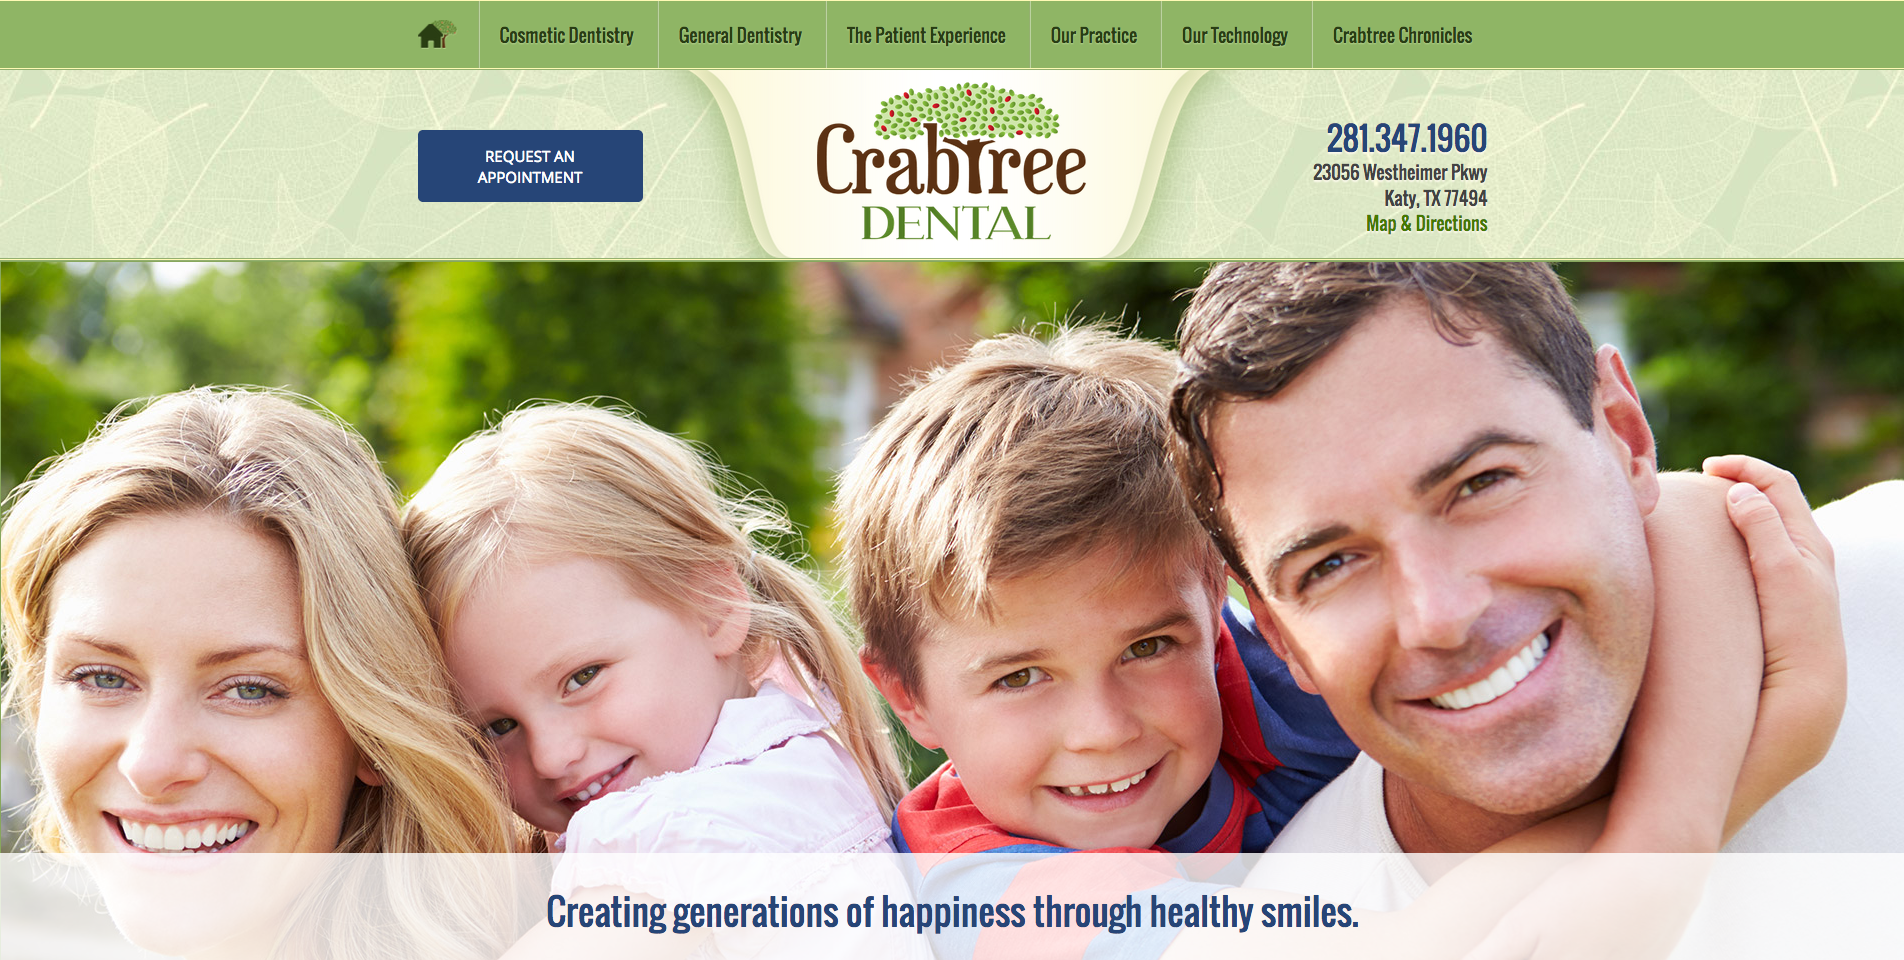 Cosmetic Dentistry
General Dentistry
The Patient Experience
Our Practice
Our Technology
Crabtree Chronicles
REQUEST AN
APPOINTMENT
Crabtree
DENTAL
281.347.1960
23056 Westheimer Pkwy
Katy, TX 77494
Map & Directions
Creating generations of happiness through healthy smiles.